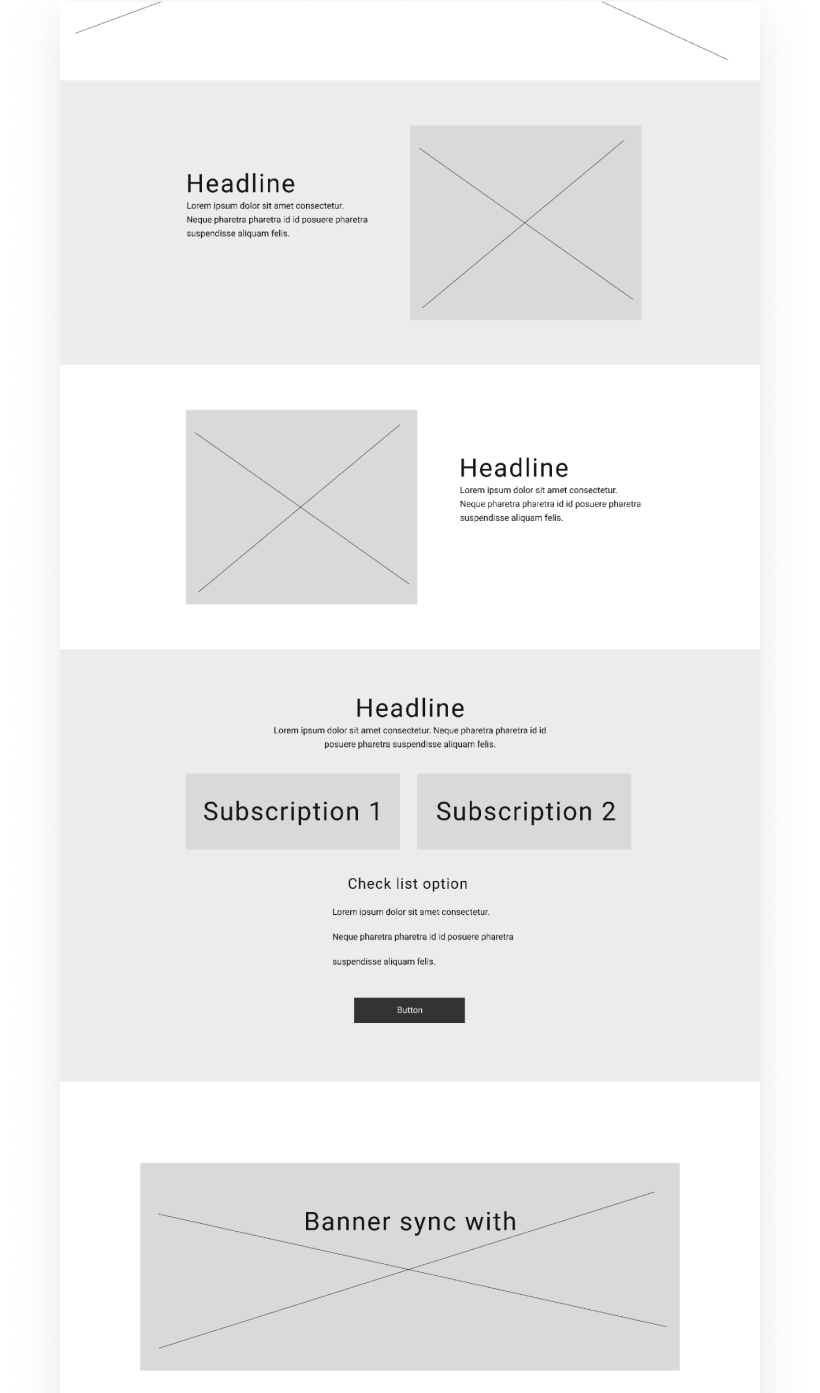 Headline
Lorem ipsum dolor sit amet consectetur.
Neque pharetra pharetra id id posuere pharetra
suspendisse aliquam felis.
Headline
Lorem ipsum dolor sit amet consectetur.
Neque pharetra pharetra id id posuere pharetra
suspendisse aliquam felis.
Headline
Lorem ipsum dolor sit amet consectetur. Neque pharetra pharetra id id
posuere pharetra suspendisse aliquam felis.
Subscription 1
Subscription 2
Check list option
Lorem ipsum dolor sit amet consectetur.
Neque pharetra pharetra id id posuere pharetra
suspendisse aliquam felis.
Button
Banner sync with